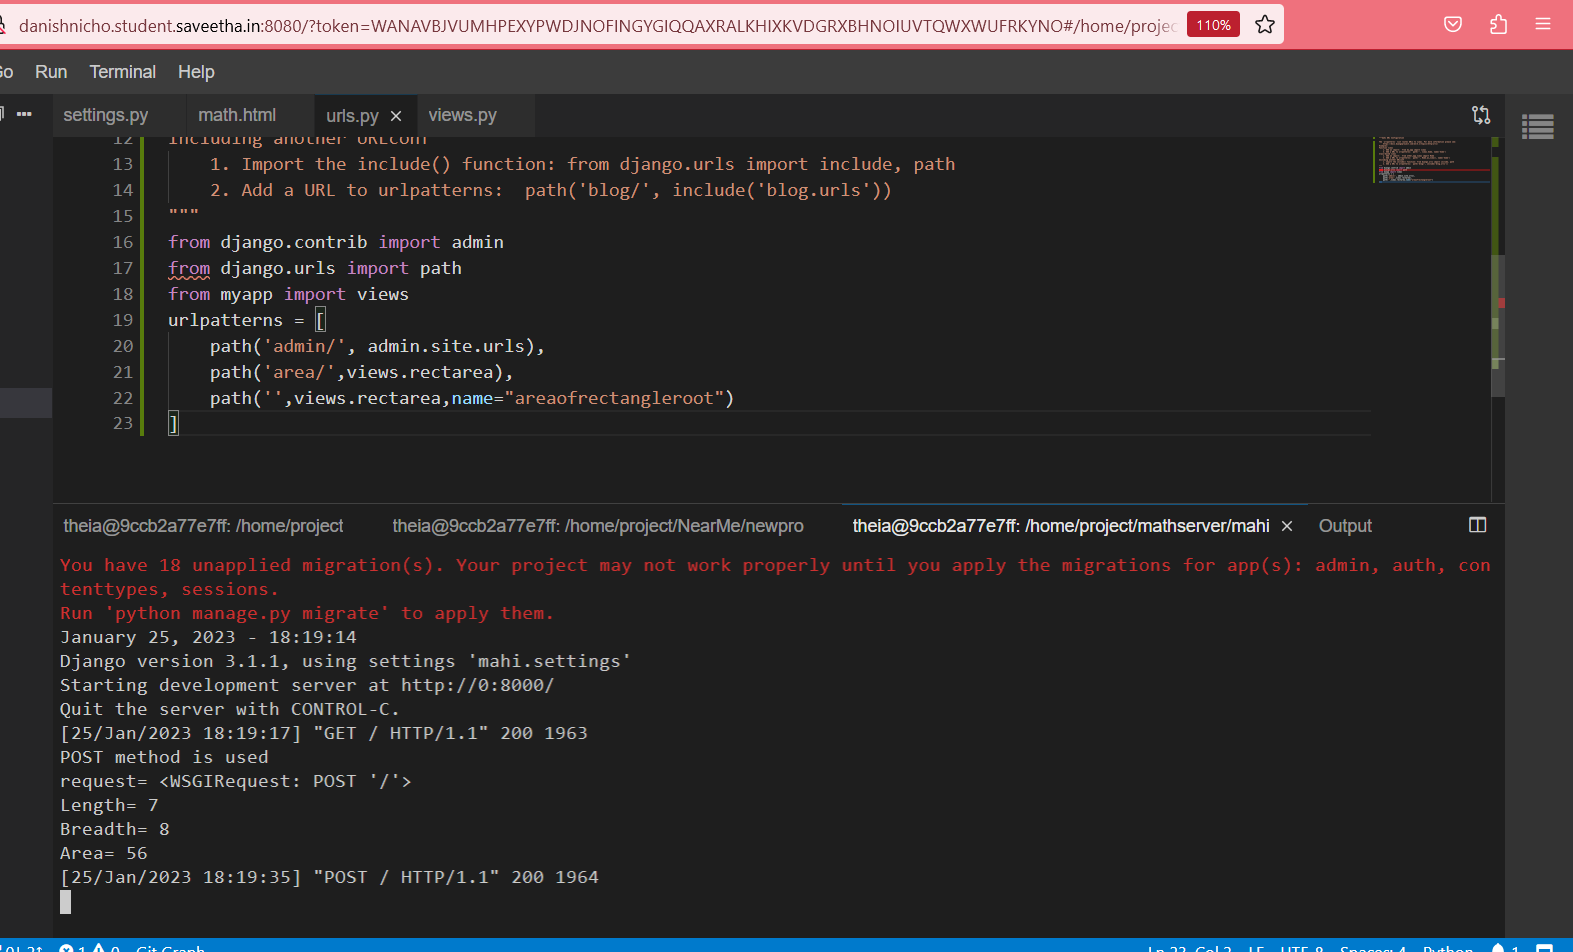 danishnicho.student.saveetha.in:8080/?token=WANAVBJVUMHPEXYPWDJNOFINGYGIQQAXRALKHIXKVDGRXBHNOIUVTQWXWUFRKYNO#/home/projec
110%
Go Run Terminal Help
settings.py math.html urls.py × views.py
12 Including another URLconf
13 1. Import the include() function: from django.urls import include, path
14 2. Add a URL to urlpatterns: path('blog/', include('blog.urls'))
15 """
16 from django.contrib import admin
17 from django.urls import path
18 from myapp import views
19 urlpatterns = [
20 path('admin/', admin.site.urls),
21 path('area/',views.rectarea),
22 path('',views.rectarea,name="areaofrectangleroot")
23 ]
theia@9ccb2a77e7ff: /home/project theia@9ccb2a77e7ff: /home/project/NearMe/newpro theia@9ccb2a77e7ff: /home/project/mathserver/mahi × Output
You have 18 unapplied migration(s). Your project may not work properly until you apply the migrations for app(s): admin, auth, con
tenttypes, sessions.
Run 'python manage.py migrate' to apply them.
January 25, 2023 - 18:19:14
Django version 3.1.1, using settings 'mahi.settings'
Starting development server at http://0:8000/
Quit the server with CONTROL-C.
[25/Jan/2023 18:19:17] "GET / HTTP/1.1" 200 1963
POST method is used
request= <WSGIRequest: POST '/'>
Length= 7
Breadth= 8
Area= 56
[25/Jan/2023 18:19:35] "POST / HTTP/1.1" 200 1964
1 0 Git Graph Ln 23, Col 2 LF UTF-8 Spaces: 4 Python 1